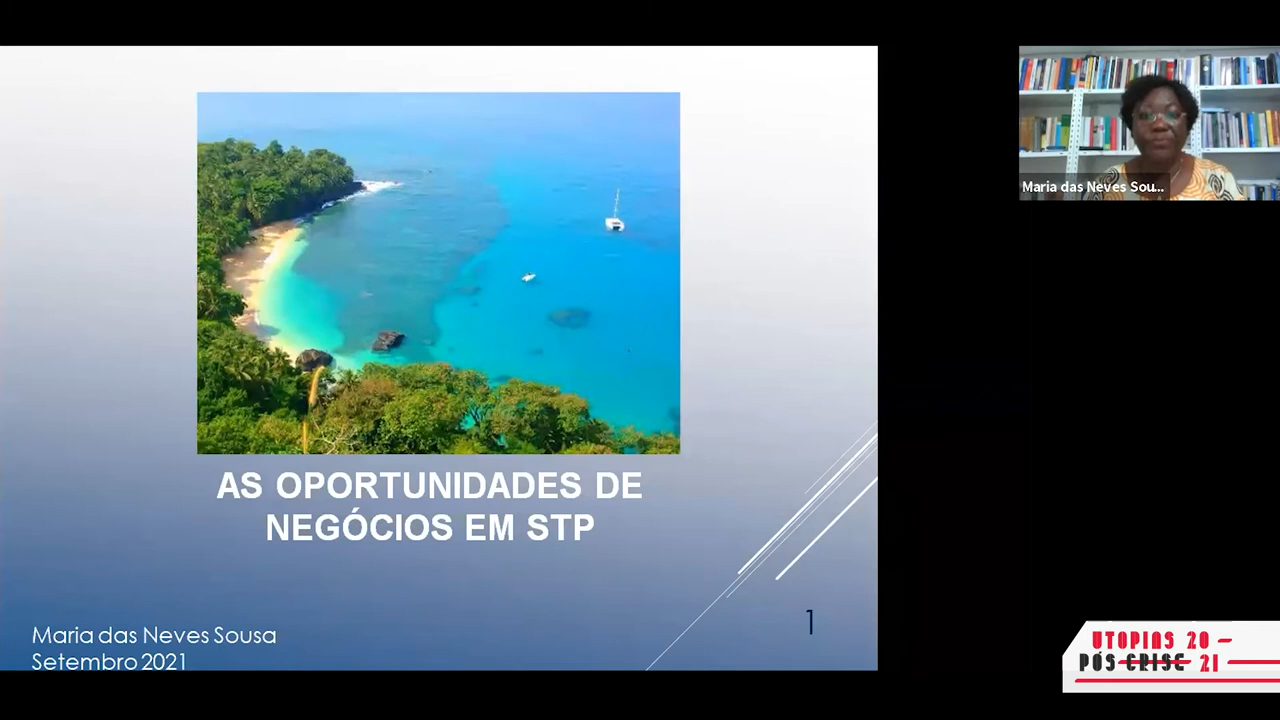 AS OPORTUNIDADES DE
NEGÓCIOS EM STP
Maria das Neves Sousa
Setembro 2021
1
Maria das Neves Sou...
UTOPIAS 20
PÓS CRISE 21